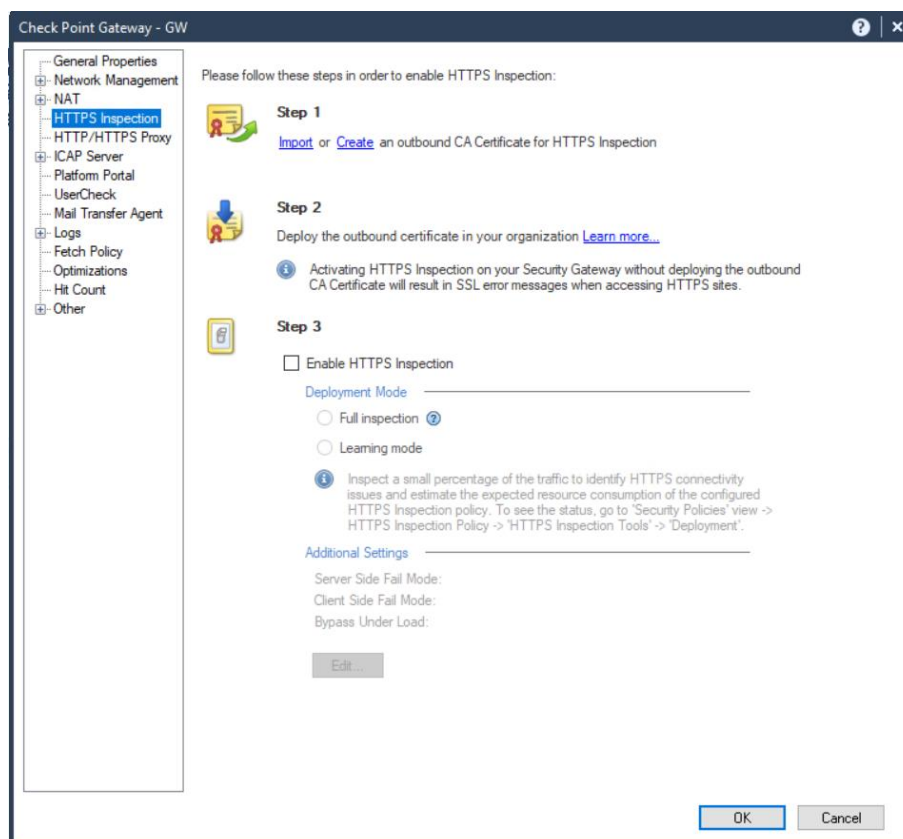 Check Point Gateway - GW
General Properties
Network Management
NAT
HTTPS Inspection
HTTP/HTTPS Proxy
ICAP Server
Platform Portal
UserCheck
Mail Transfer Agent
Logs
Fetch Policy
Optimizations
Hit Count
Other
Please follow these steps in order to enable HTTPS Inspection:
Step 1
Import or Create an outbound CA Certificate for HTTPS Inspection
Step 2
Deploy the outbound certificate in your organization Learn more...
Activating HTTPS Inspection on your Security Gateway without deploying the outbound
CA Certificate will result in SSL error messages when accessing HTTPS sites.
Step 3
Enable HTTPS Inspection
Deployment Mode
Full inspection
Learning mode
Inspect a small percentage of the traffic to identify HTTPS connectivity
issues and estimate the expected resource consumption of the configured
HTTPS Inspection policy. To see the status, go to 'Security Policies' view ->
HTTPS Inspection Policy -> 'HTTPS Inspection Tools' -> 'Deployment'.
Additional Settings
Server Side Fail Mode:
Client Side Fail Mode:
Bypass Under Load:
Edit...
OK
Cancel